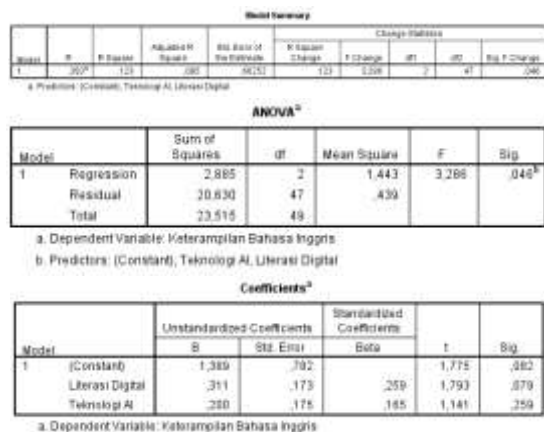 Model Summary
Change Statistics
Model R R Square Adjusted R Square Std. Error of the Estimate R Square Change F Change df1 df2 Sig. F Change
1 ,123 ,123 2 47 ,046
a. Predictors: (Constant), Teknologi AI, Literasi Digital
ANOVAa
Model Sum of Squares df Mean Square F Sig.
1 Regression 2,885 2 1,443 3,286 ,046b
Residual 20,630 47 ,439
Total 23,515 49
a. Dependent Variable: Keterampilan Bahasa Inggris
b. Predictors: (Constant), Teknologi AI, Literasi Digital
Coefficientsa
Unstandardized Coefficients Standardized Coefficients
Model B Std. Error Beta t Sig.
1 (Constant) 1,389 ,782 1,775 ,082
Literasi Digital ,311 ,173 ,259 1,793 ,079
Teknologi AI ,200 ,175 ,165 1,141 ,259
a. Dependent Variable: Keterampilan Bahasa Inggris